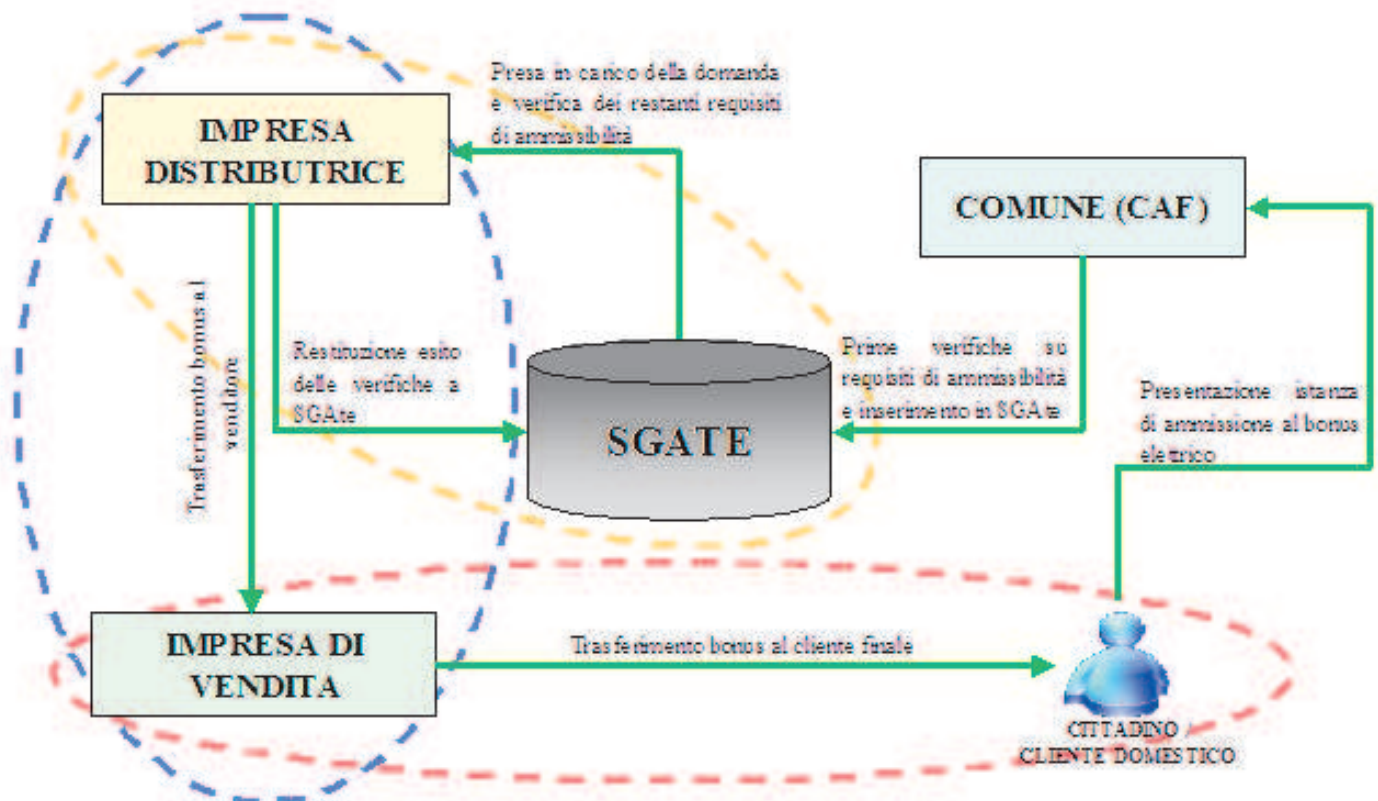 Presa in carico della domanda
e verifica dei restanti requisiti
di ammissibilità
IMPRESA
DISTRIBUTRICE
COMUNE (CAF)
Trasferimento bonus al
venditore
Restituzione esito
delle verifiche a
SGAte
Prime verifiche su
requisiti di ammissibilità
e inserimento in SGAte
Presentazione istanza
di ammissione al bonus
elettrico
SGATE
IMPRESA DI
VENDITA
Trasferimento bonus al cliente finale
CITTADINO /
CLIENTE DOMESTICO